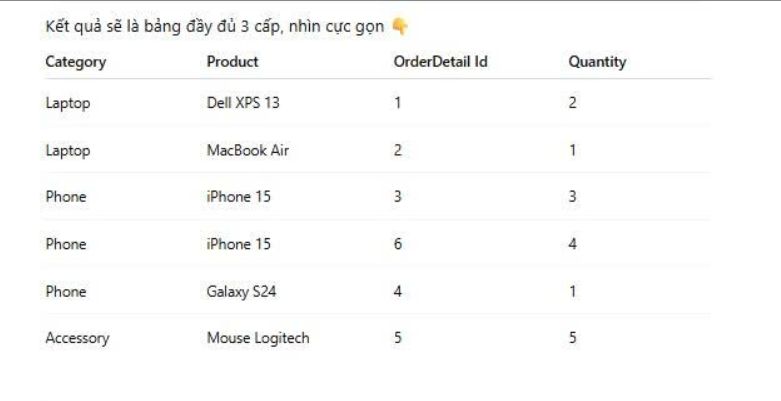 Kết quả sẽ là bảng đầy đủ 3 cấp, nhìn cực gọn 👇
Category Product OrderDetail Id Quantity
Laptop Dell XPS 13 1 2
Laptop MacBook Air 2 1
Phone iPhone 15 3 3
Phone iPhone 15 6 4
Phone Galaxy S24 4 1
Accessory Mouse Logitech 5 5